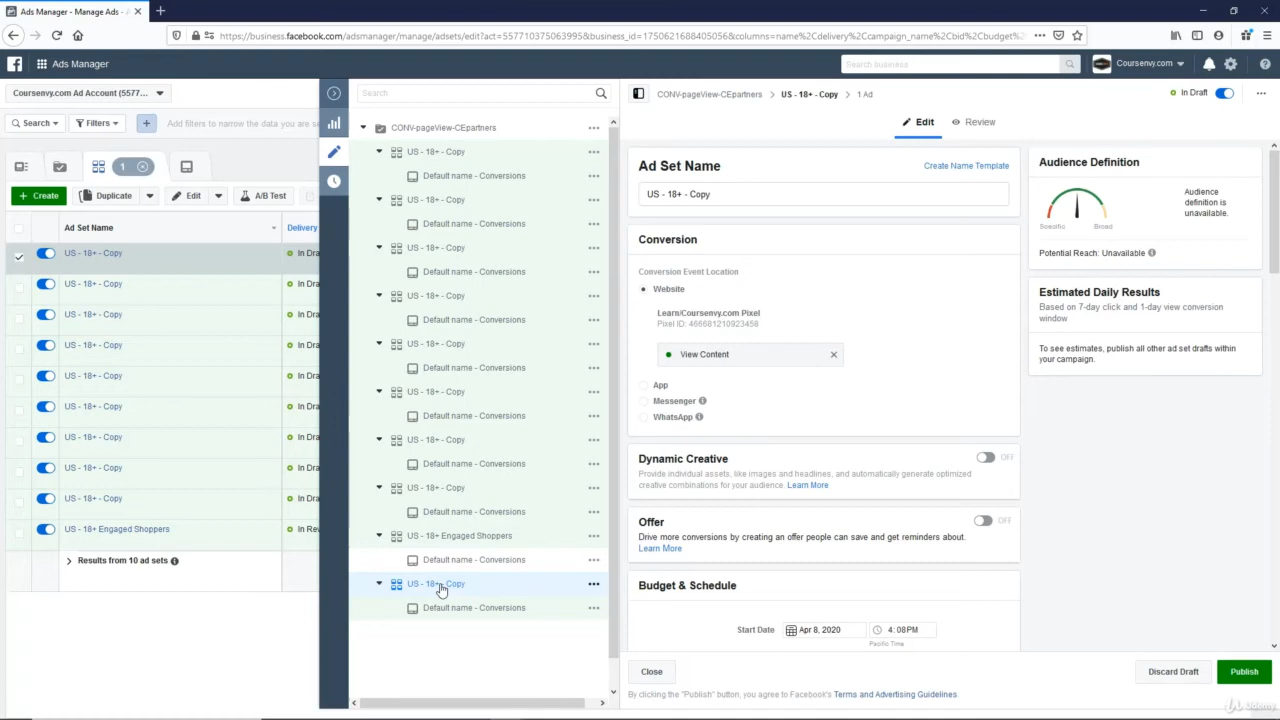 Ads Manager - Manage Ads - Ac
https://business.facebook.com/adsmanager/manage/adsets/edit?act=557710375063995&business_id=1750621688405056&columns=name%2Cdelivery%2Ccampaign_name%2Cbid%2Cbudget%
Ads Manager
Search business
Coursenvy.com
Coursenvy.com Ad Account (5577...
Search
Filters
Add filters to narrow the data you are se
1
Create
Duplicate
Edit
A/B Test
Ad Set Name
Delivery
US - 18+ - Copy
In Dra
US - 18+ - Copy
In Dra
US - 18+ - Copy
In Dra
US - 18+ - Copy
In Dra
US - 18+ - Copy
In Dra
US - 18+ - Copy
In Dra
US - 18+ - Copy
In Dra
US - 18+ - Copy
In Dra
US - 18+ - Copy
In Dra
US - 18+ Engaged Shoppers
In Rev
Results from 10 ad sets
Search
CONV-pageView-CEpartners
US - 18+ - Copy
Default name - Conversions
US - 18+ - Copy
Default name - Conversions
US - 18+ - Copy
Default name - Conversions
US - 18+ - Copy
Default name - Conversions
US - 18+ - Copy
Default name - Conversions
US - 18+ - Copy
Default name - Conversions
US - 18+ - Copy
Default name - Conversions
US - 18+ - Copy
Default name - Conversions
US - 18+ Engaged Shoppers
Default name - Conversions
US - 18+ - Copy
Default name - Conversions
CONV-pageView-CEpartners > US - 18+ - Copy > 1 Ad
In Draft
Edit
Review
Ad Set Name
Create Name Template
US - 18+ - Copy
Conversion
Conversion Event Location
Website
Learn/Coursenvy.com Pixel
Pixel ID: 466681210923458
View Content
App
Messenger
WhatsApp
Dynamic Creative
OFF
Provide individual assets, like images and headlines, and automatically generate optimized
creative combinations for your audience. Learn More
Offer
OFF
Drive more conversions by creating an offer people can save and get reminders about.
Learn More
Budget & Schedule
Start Date
Apr 8, 2020
4:08PM
Pacific Time
Audience Definition
Specific
Broad
Audience
definition is
unavailable.
Potential Reach: Unavailable
Estimated Daily Results
Based on 7-day click and 1-day view conversion
window
To see estimates, publish all other ad set drafts within
your campaign.
Close
Discard Draft
Publish
By clicking the "Publish" button, you agree to Facebook's Terms and Advertising Guidelines.
Udemy